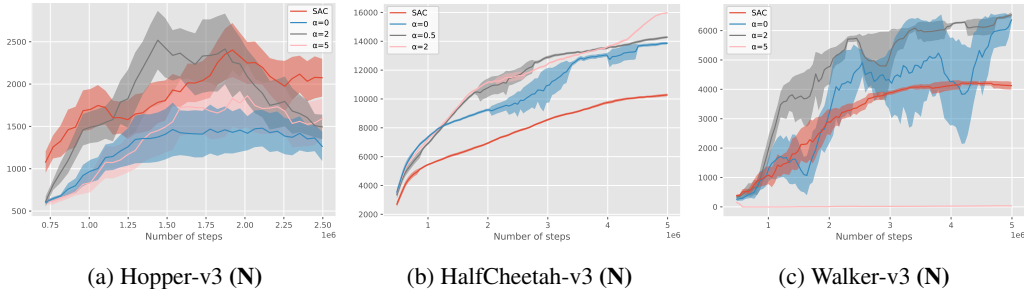 SAC
α=0
α=2
α=5
2500
2000
1500
1000
500
0.75 1.00 1.25 1.50 1.75 2.00 2.25 2.50
1e6
Number of steps
(a) Hopper-v3 (N)
SAC
α=0
α=0.5
α=2
16000
14000
12000
10000
8000
6000
4000
2000
1 2 3 4 5
1e6
Number of steps
(b) HalfCheetah-v3 (N)
SAC
α=0
α=2
α=5
6000
5000
4000
3000
2000
1000
0
1 2 3 4 5
1e6
Number of steps
(c) Walker-v3 (N)